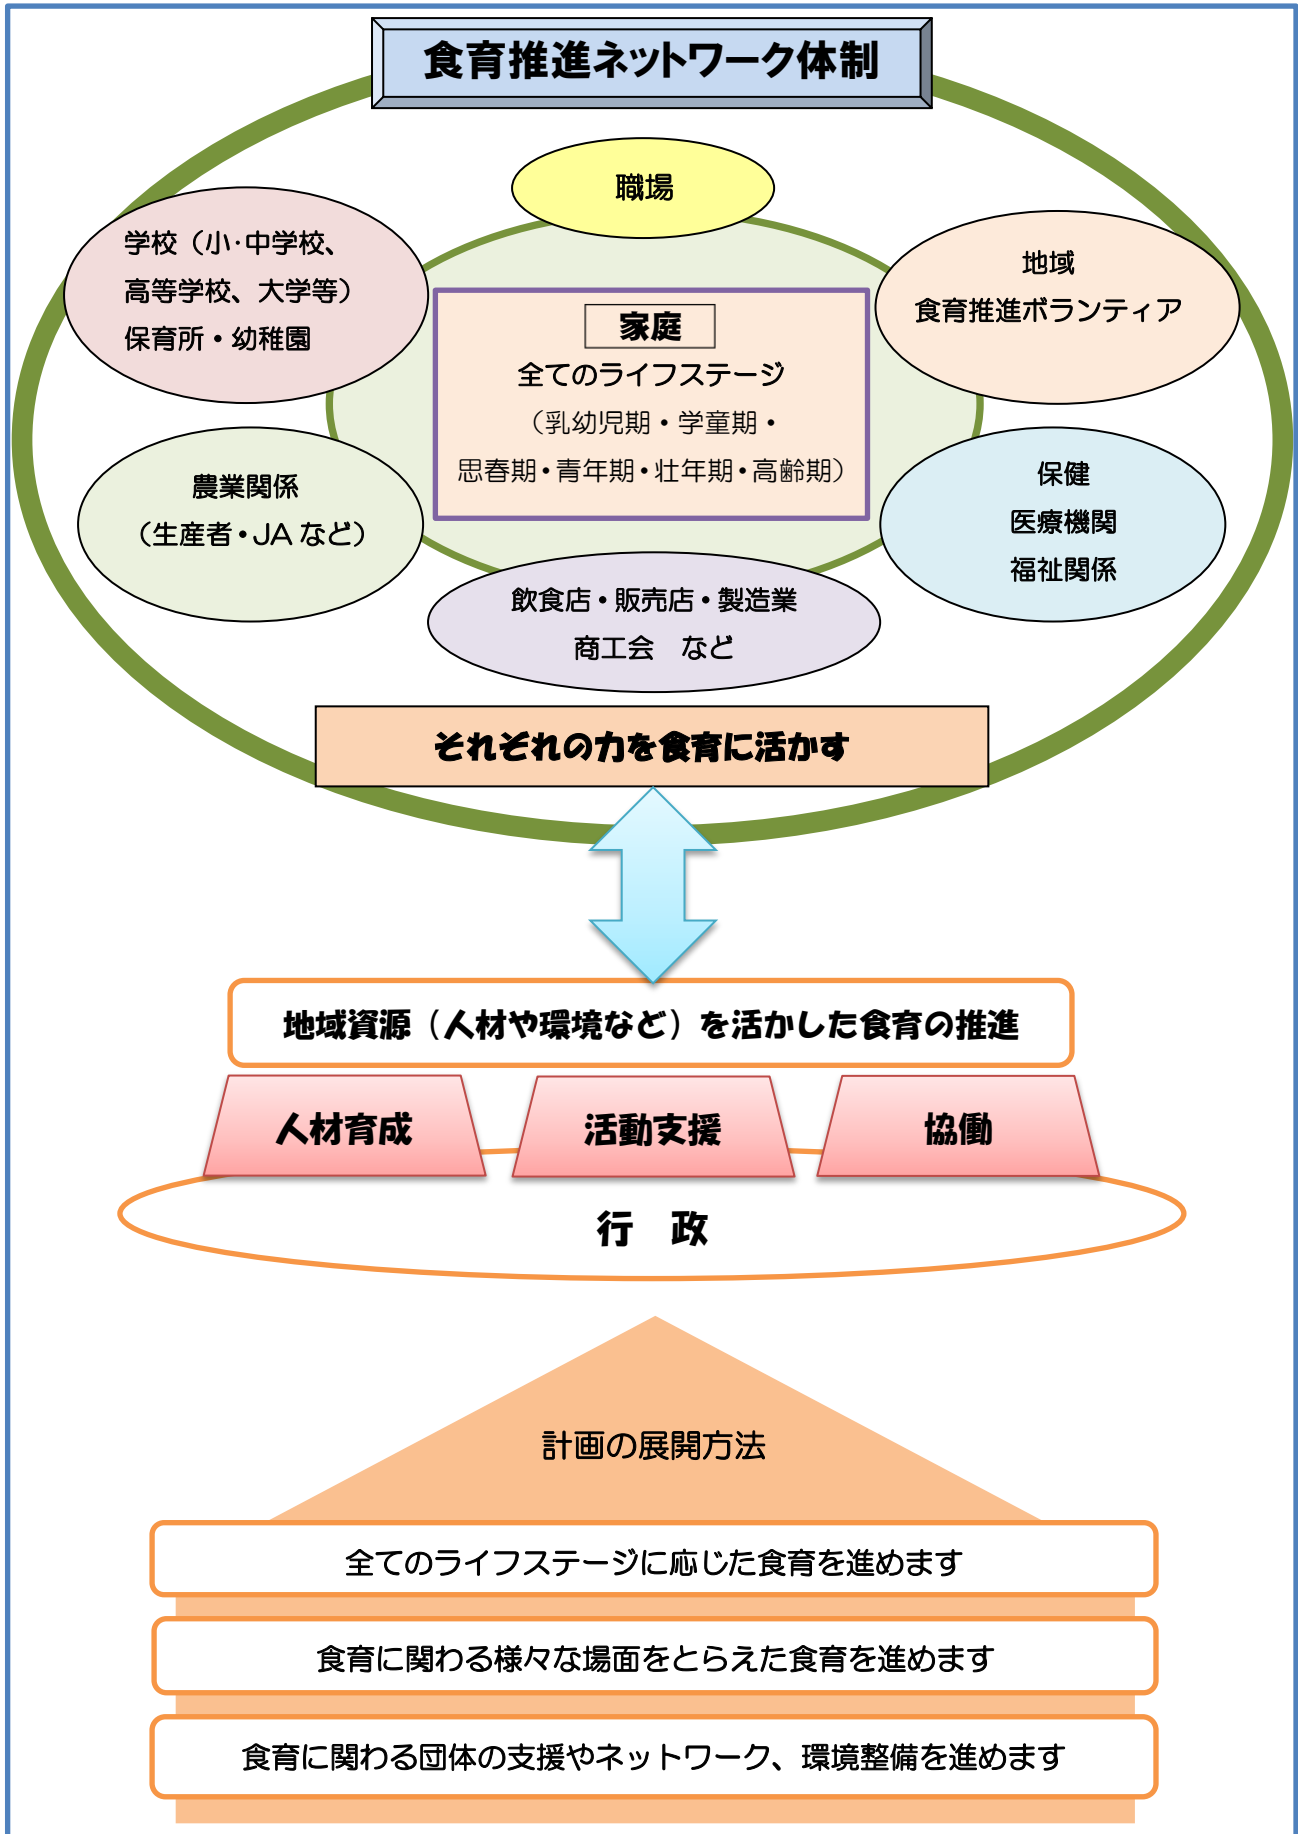 食育推進ネットワーク体制
職場
学校（小・中学校、
高等学校、大学等）
保育所・幼稚園
地域
食育推進ボランティア
家庭
全てのライフステージ
（乳幼児期・学童期・
思春期・青年期・壮年期・高齢期）
農業関係
（生産者・JA など）
保健
医療機関
福祉関係
飲食店・販売店・製造業
商工会　など
それぞれの力を食育に活かす
地域資源（人材や環境など）を活かした食育の推進
人材育成
活動支援
協働
行　政
計画の展開方法
全てのライフステージに応じた食育を進めます
食育に関わる様々な場面をとらえた食育を進めます
食育に関わる団体の支援やネットワーク、環境整備を進めます